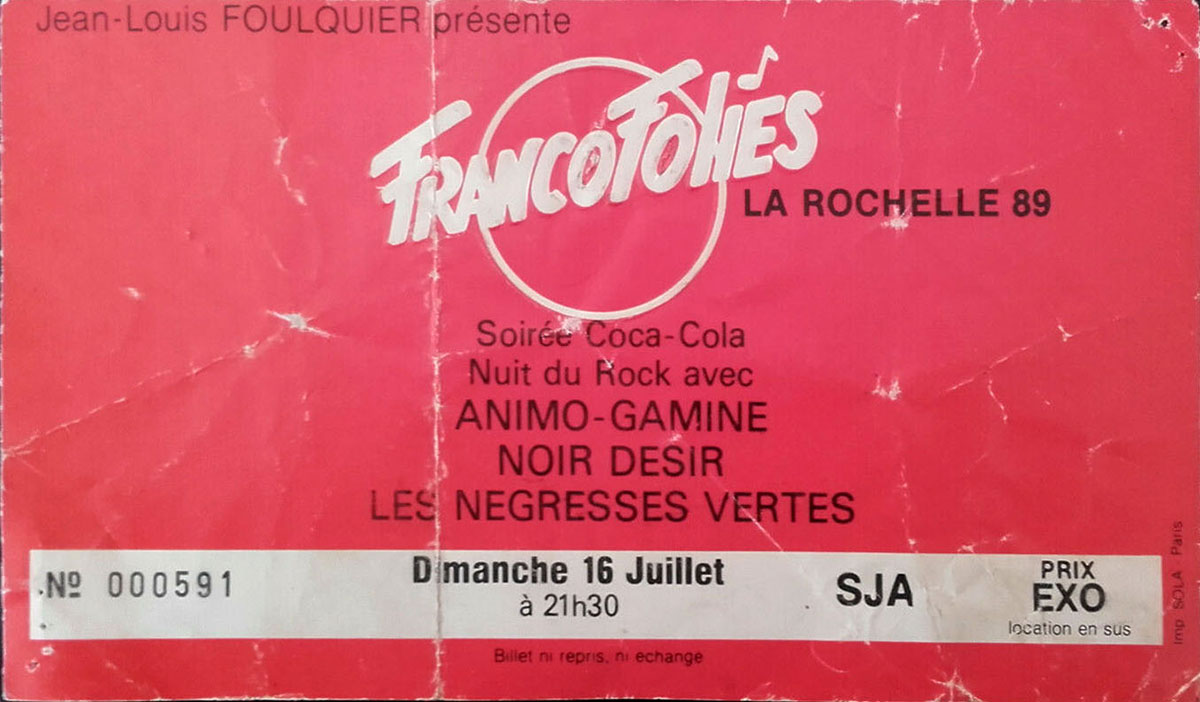 Jean-Louis FOULQUIER présente
FRANCOFOLIES
LA ROCHELLE 89
Soirée Coca-Cola
Nuit du Rock avec
ANIMO-GAMINE
NOIR DESIR
LES NEGRESSES VERTES
Nº 000591
Dimanche 16 Juillet
à 21h30
SJA
PRIX
EXO
location en sus
Billet ni repris, ni echange
Imp SOLA Paris